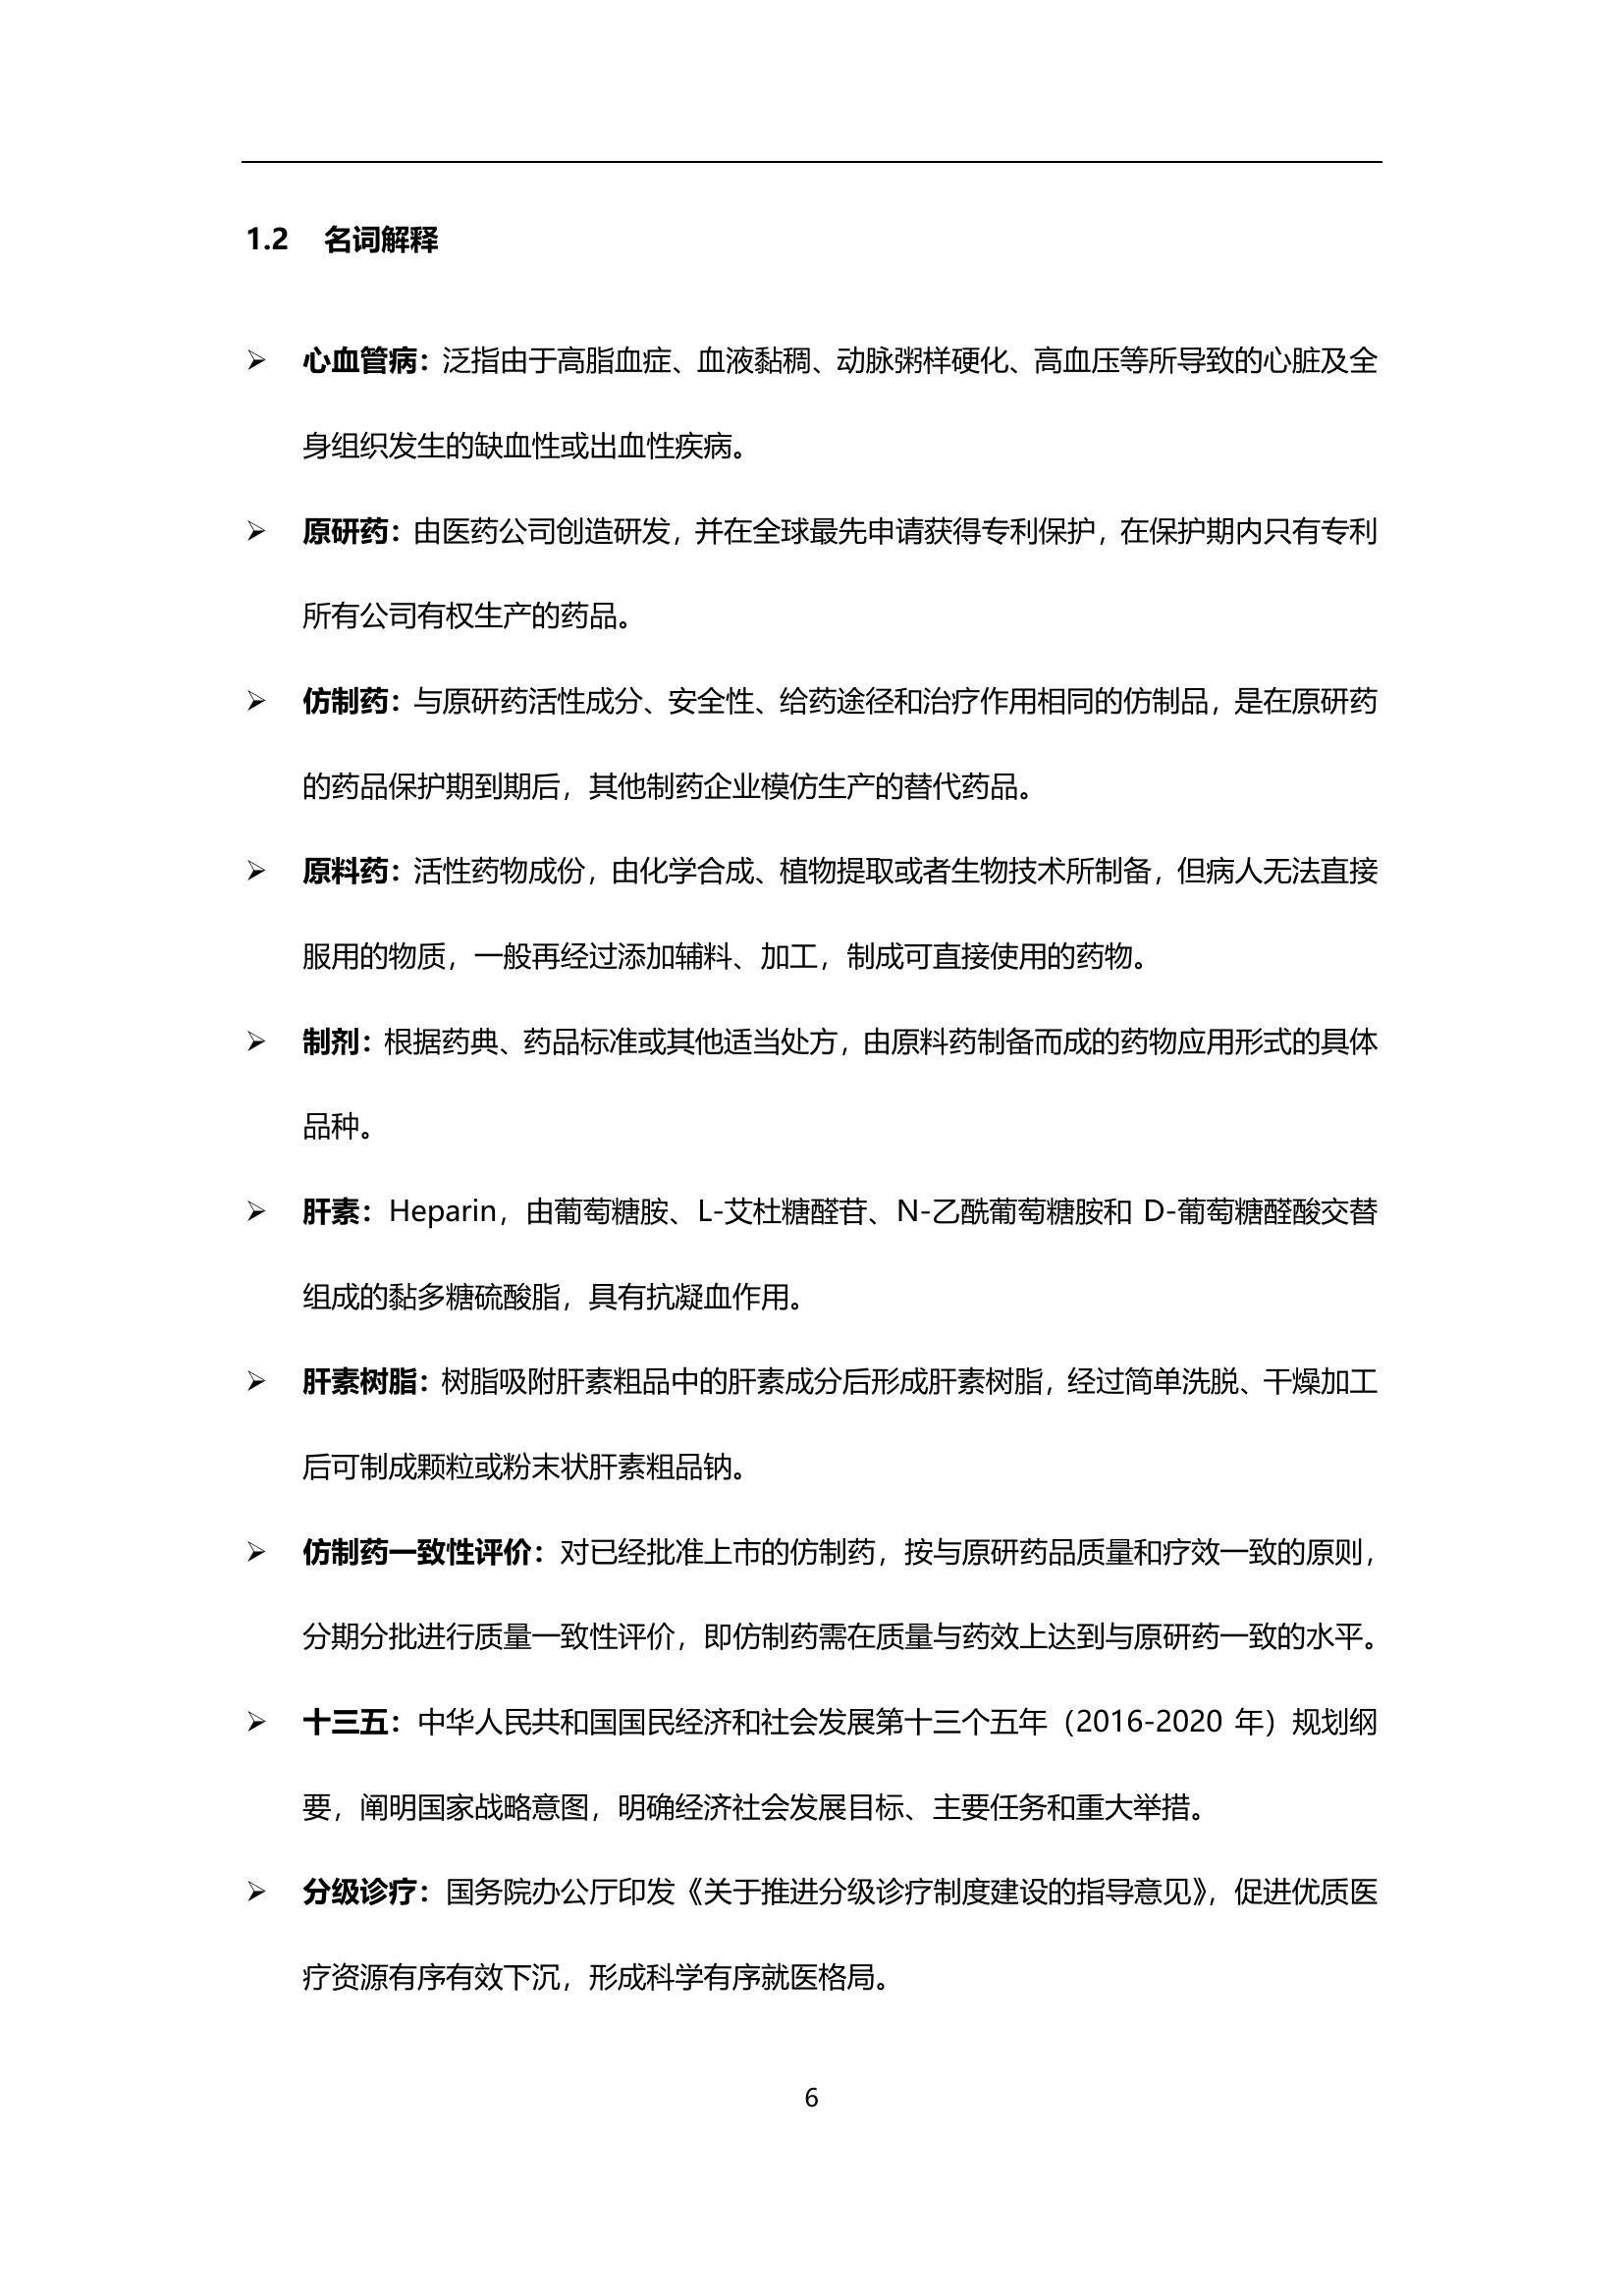 1.2 名词解释
➢ 心血管病：泛指由于高脂血症、血液黏稠、动脉粥样硬化、高血压等所导致的心脏及全
身组织发生的缺血性或出血性疾病。
➢ 原研药：由医药公司创造研发，并在全球最先申请获得专利保护，在保护期内只有专利
所有公司有权生产的药品。
➢ 仿制药：与原研药活性成分、安全性、给药途径和治疗作用相同的仿制品，是在原研药
的药品保护期到期后，其他制药企业模仿生产的替代药品。
➢ 原料药：活性药物成份，由化学合成、植物提取或者生物技术所制备，但病人无法直接
服用的物质，一般再经过添加辅料、加工，制成可直接使用的药物。
➢ 制剂：根据药典、药品标准或其他适当处方，由原料药制备而成的药物应用形式的具体
品种。
➢ 肝素：Heparin，由葡萄糖胺、L-艾杜糖醛苷、N-乙酰葡萄糖胺和 D-葡萄糖醛酸交替
组成的黏多糖硫酸脂，具有抗凝血作用。
➢ 肝素树脂：树脂吸附肝素粗品中的肝素成分后形成肝素树脂，经过简单洗脱、干燥加工
后可制成颗粒或粉末状肝素粗品钠。
➢ 仿制药一致性评价：对已经批准上市的仿制药，按与原研药品质量和疗效一致的原则，
分期分批进行质量一致性评价，即仿制药需在质量与药效上达到与原研药一致的水平。
➢ 十三五：中华人民共和国国民经济和社会发展第十三个五年（2016-2020 年）规划纲
要，阐明国家战略意图，明确经济社会发展目标、主要任务和重大举措。
➢ 分级诊疗：国务院办公厅印发《关于推进分级诊疗制度建设的指导意见》，促进优质医
疗资源有序有效下沉，形成科学有序就医格局。
6